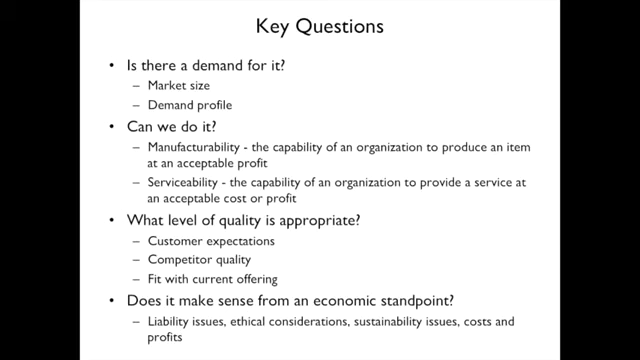 Key Questions
• Is there a demand for it?
– Market size
– Demand profile
• Can we do it?
– Manufacturability - the capability of an organization to produce an item
at an acceptable profit
– Serviceability - the capability of an organization to provide a service at
an acceptable cost or profit
• What level of quality is appropriate?
– Customer expectations
– Competitor quality
– Fit with current offering
• Does it make sense from an economic standpoint?
– Liability issues, ethical considerations, sustainability issues, costs and
profits